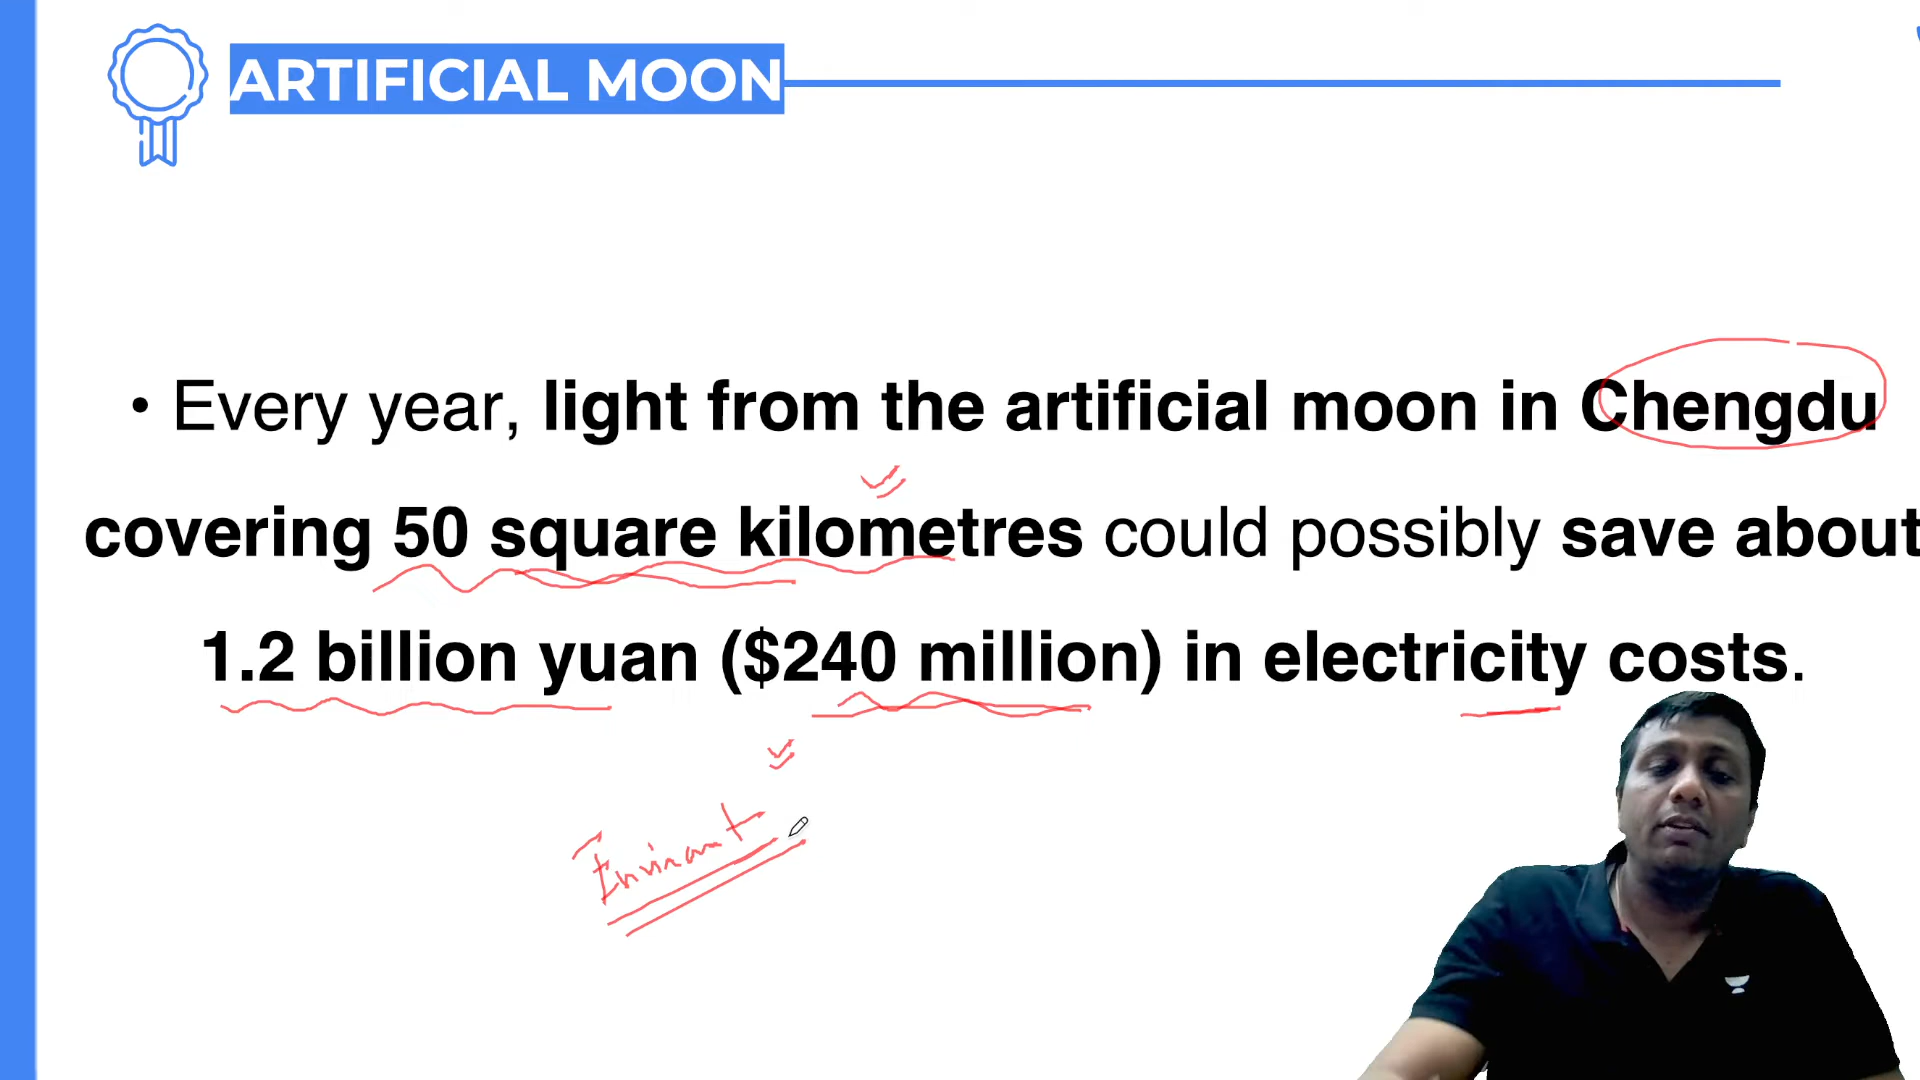 ARTIFICIAL MOON
• Every year, light from the artificial moon in Chengdu
covering 50 square kilometres could possibly save about
1.2 billion yuan ($240 million) in electricity costs.